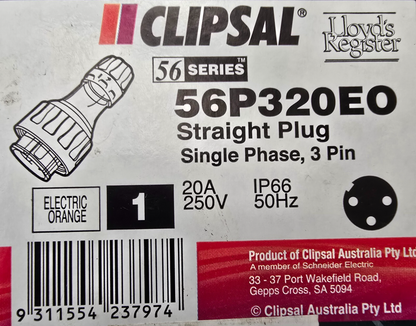 CLIPSAL®
Lloyd's
Register
56 SERIES™
56P320EO
Straight Plug
Single Phase, 3 Pin
ELECTRIC
ORANGE
1
20A
250V
IP66
50Hz
Product of Clipsal Australia Pty Ltd
A member of Schneider Electric
33 - 37 Port Wakefield Road,
Gepps Cross, SA 5094
© Clipsal Australia Pty Ltd
9 311554 237974